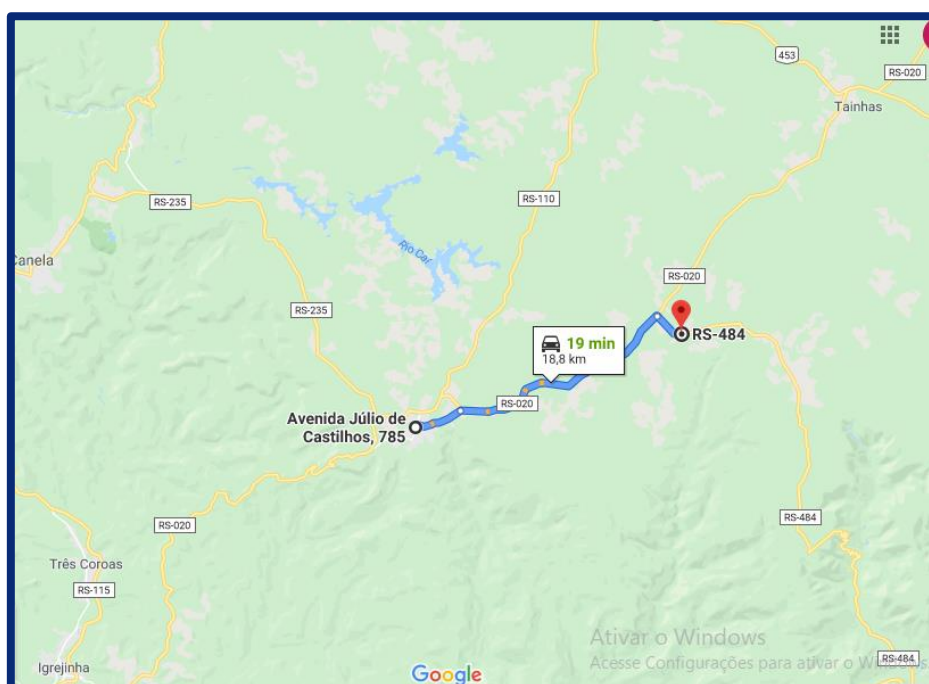 453
RS-020
Tainhas
RS-235
RS-110
Canela
Rio Caí
RS-020
RS-235
19 min
18,8 km
RS-484
RS-020
Avenida Júlio de
Castilhos, 785
RS-020
RS-484
Três Coroas
RS-115
Igrejinha
Google
Ativar o Windows
Acesse Configurações para ativar o Windows.
RS-484